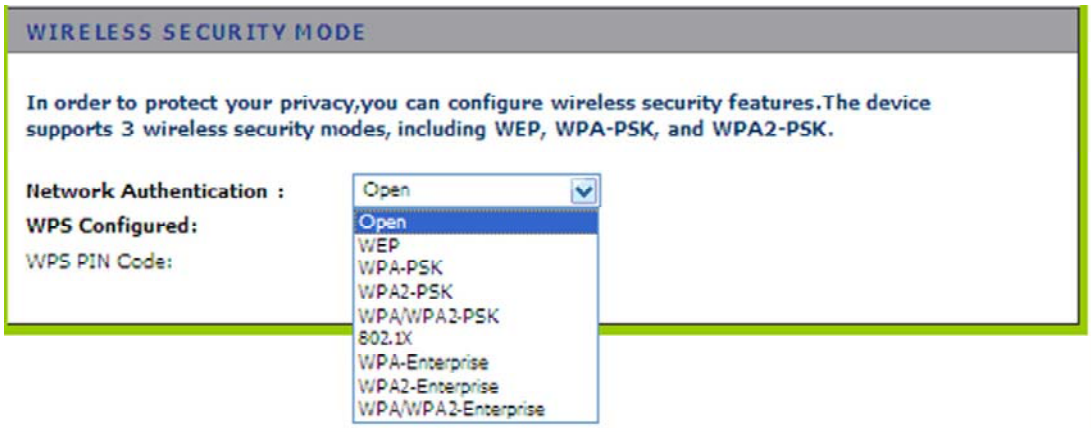 WIRELESS SECURITY MODE
In order to protect your privacy,you can configure wireless security features.The device
supports 3 wireless security modes, including WEP, WPA-PSK, and WPA2-PSK.
Network Authentication : Open
WPS Configured:
WPS PIN Code:
Open
WEP
WPA-PSK
WPA2-PSK
WPA/WPA2-PSK
802.1X
WPA-Enterprise
WPA2-Enterprise
WPA/WPA2-Enterprise